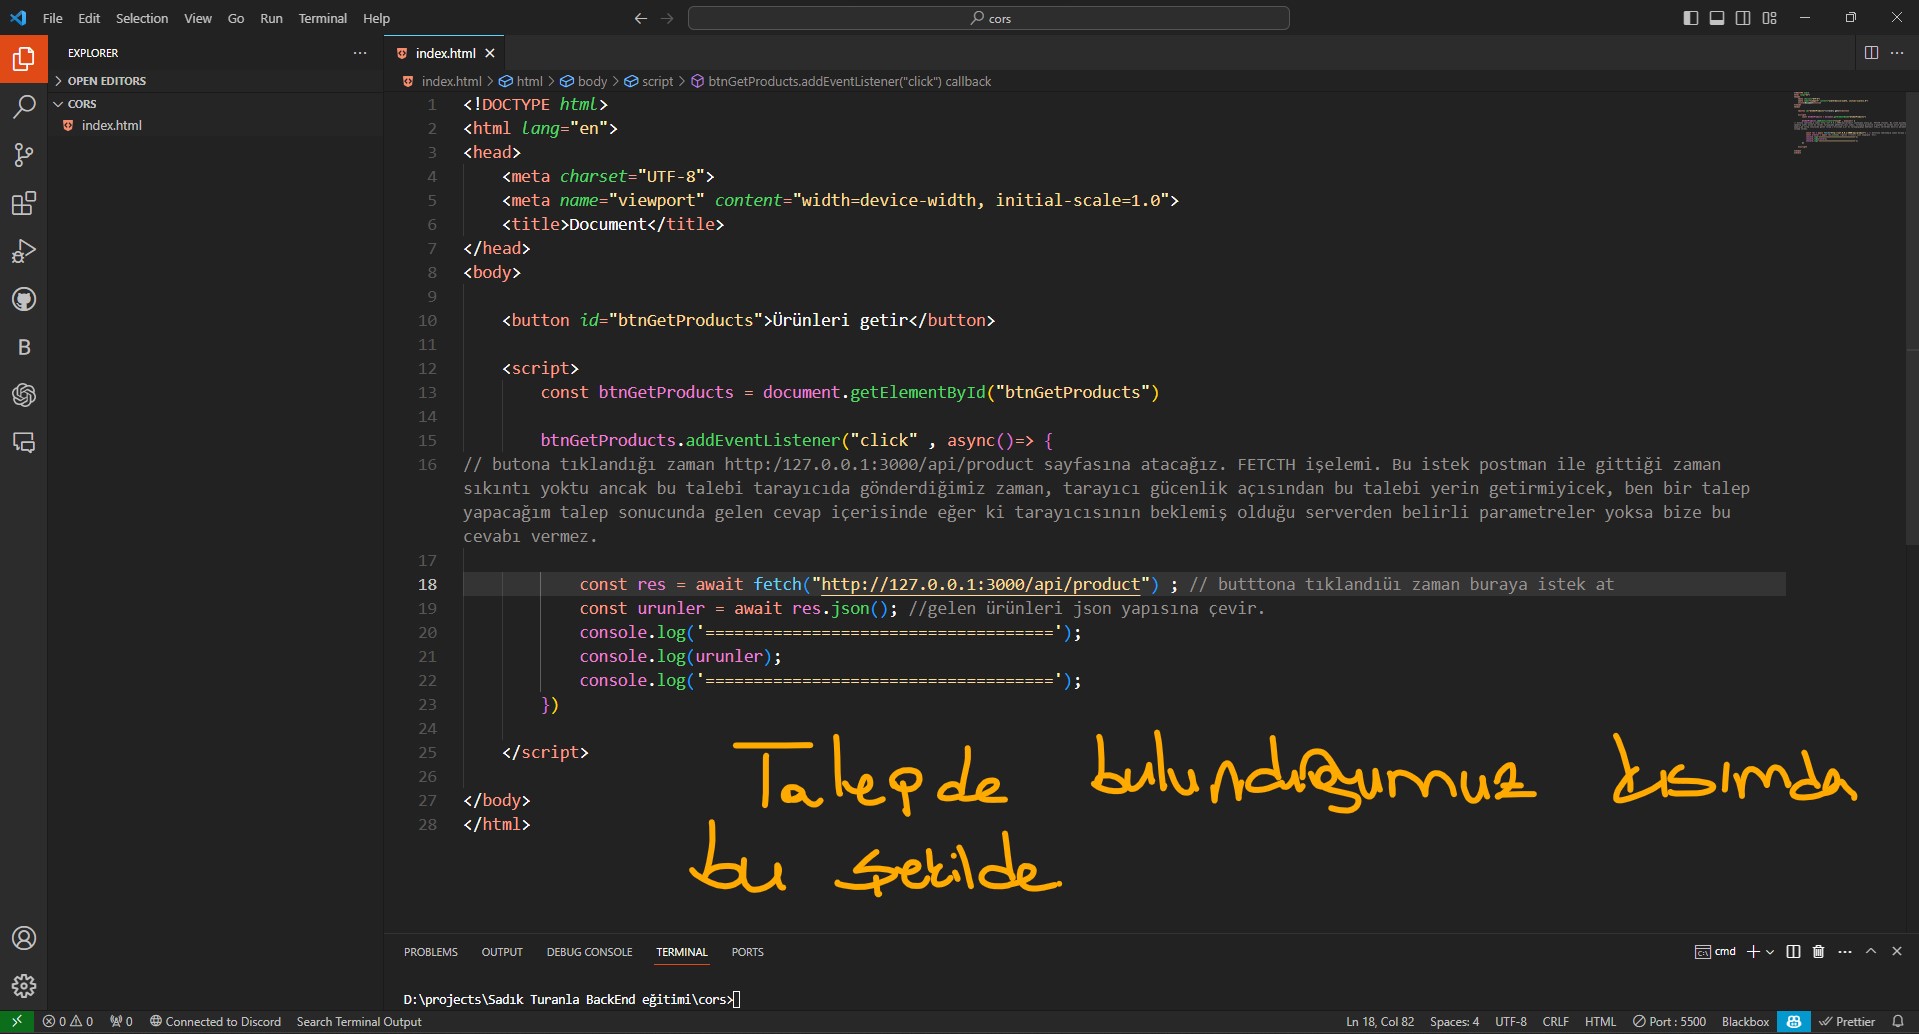 File Edit Selection View Go Run Terminal Help
cors
EXPLORER
OPEN EDITORS
CORS
index.html
index.html
index.html > html > body > script > btnGetProducts.addEventListener("click") callback
1 <!DOCTYPE html>
2 <html lang="en">
3 <head>
4 <meta charset="UTF-8">
5 <meta name="viewport" content="width=device-width, initial-scale=1.0">
6 <title>Document</title>
7 </head>
8 <body>
9
10 <button id="btnGetProducts">Ürünleri getir</button>
11
12 <script>
13 const btnGetProducts = document.getElementById("btnGetProducts")
14
15 btnGetProducts.addEventListener("click" , async()=> {
16 // butona tıklandığı zaman http:/127.0.0.1:3000/api/product sayfasına atacağız. FETCTH işelemi. Bu istek postman ile gittiği zaman
sıkıntı yoktu ancak bu talebi tarayıcıda gönderdiğimiz zaman, tarayıcı gücenlik açısından bu talebi yerin getirmiyicek, ben bir talep
yapacağım talep sonucunda gelen cevap içerisinde eğer ki tarayıcısının beklemiş olduğu serverden belirli parametreler yoksa bize bu
cevabı vermez.
17
18 const res = await fetch("http://127.0.0.1:3000/api/product") ; // butttona tıklandıüı zaman buraya istek at
19 const urunler = await res.json(); //gelen ürünleri json yapısına çevir.
20 console.log('====================================');
21 console.log(urunler);
22 console.log('====================================');
23 })
24
25 </script>
26
27 </body>
28 </html>
Talepde bulunduğumuz kısımda
bu şekilde.
PROBLEMS OUTPUT DEBUG CONSOLE TERMINAL PORTS
cmd
D:\projects\Sadık Turanla BackEnd eğitimi\cors>
0 0 0 Connected to Discord Search Terminal Output Ln 18, Col 82 Spaces: 4 UTF-8 CRLF HTML Port : 5500 Blackbox Prettier